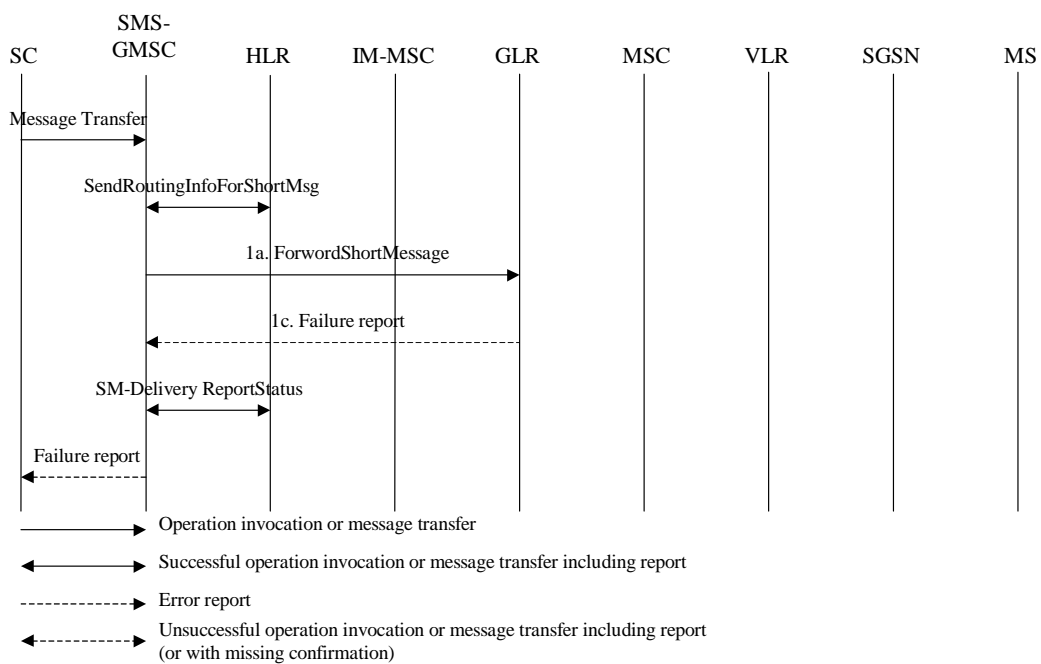 SMS-
GMSC
SC
HLR
IM-MSC
GLR
MSC
VLR
SGSN
MS
Message Transfer
SendRoutingInfoForShortMsg
1a. ForwordShortMessage
1c. Failure report
SM-Delivery ReportStatus
Failure report
Operation invocation or message transfer
Successful operation invocation or message transfer including report
Error report
Unsuccessful operation invocation or message transfer including report
(or with missing confirmation)